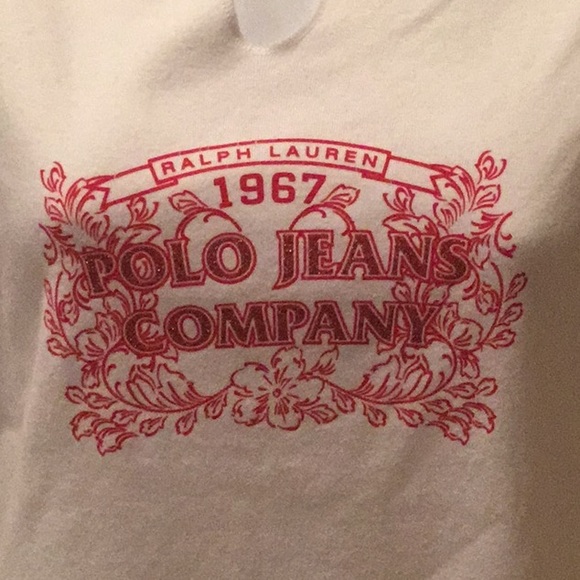 RALPH LAUREN
1967
POLO JEANS
COMPANY